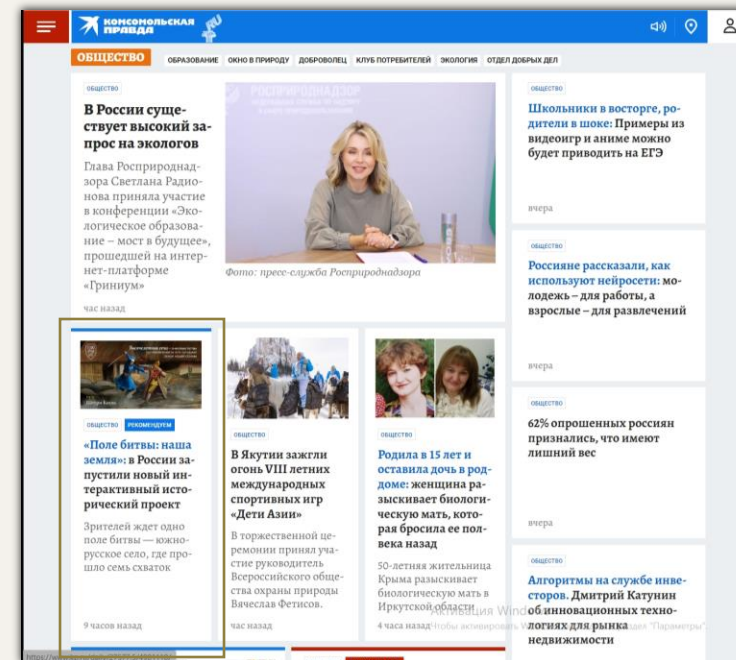 КОМСОМОЛЬСКАЯ
ПРАВДА
ОБЩЕСТВО
ОБРАЗОВАНИЕ ОКНО В ПРИРОДУ ДОБРОВОЛЕЦ КЛУБ ПОТРЕБИТЕЛЕЙ ЭКОЛОГИЯ ОТДЕЛ ДОБРЫХ ДЕЛ
ОБЩЕСТВО
В России суще-
ствует высокий за-
прос на экологов
Глава Росприроднад-
зора Светлана Радио-
нова приняла участие
в конференции «Эко-
логическое образова-
ние – мост в будущее»,
прошедшей на интер-
нет-платформе
«Гриниум»
час назад
РОСПРИРОДНАДЗОР
Фото: пресс-служба Росприроднадзора
ОБЩЕСТВО
Школьники в восторге, ро-
дители в шоке: Примеры из
видеоигр и аниме можно
будет приводить на ЕГЭ
вчера
ОБЩЕСТВО
Россияне рассказали, как
используют нейросети: мо-
лодежь – для работы, а
взрослые – для развлечений
вчера
ОБЩЕСТВО
62% опрошенных россиян
признались, что имеют
лишний вес
вчера
ОБЩЕСТВО
Алгоритмы на службе инве-
сторов. Дмитрий Катунин
об инновационных техно-
логиях для рынка
недвижимости
ОБЩЕСТВО РЕКОМЕНДУЕМ
«Поле битвы: наша
земля»: в России за-
пустили новый ин-
терактивный исто-
рический проект
Зрителей ждет одно
поле битвы — южно-
русское село, где про-
шло семь схваток
9 часов назад
ОБЩЕСТВО
В Якутии зажгли
огонь VIII летних
международных
спортивных игр
«Дети Азии»
В торжественной це-
ремонии принял уча-
стие руководитель
Всероссийского обще-
ства охраны природы
Вячеслав Фетисов.
час назад
ОБЩЕСТВО
Родила в 15 лет и
оставила дочь в род-
доме: женщина ра-
зыскивает биологи-
ческую мать, кото-
рая бросила ее пол-
века назад
50-летняя жительница
Крыма разыскивает
биологическую мать в
Иркутской области
4 часа назад
Активация Windows
Чтобы активировать Windows раздел "Параметры".